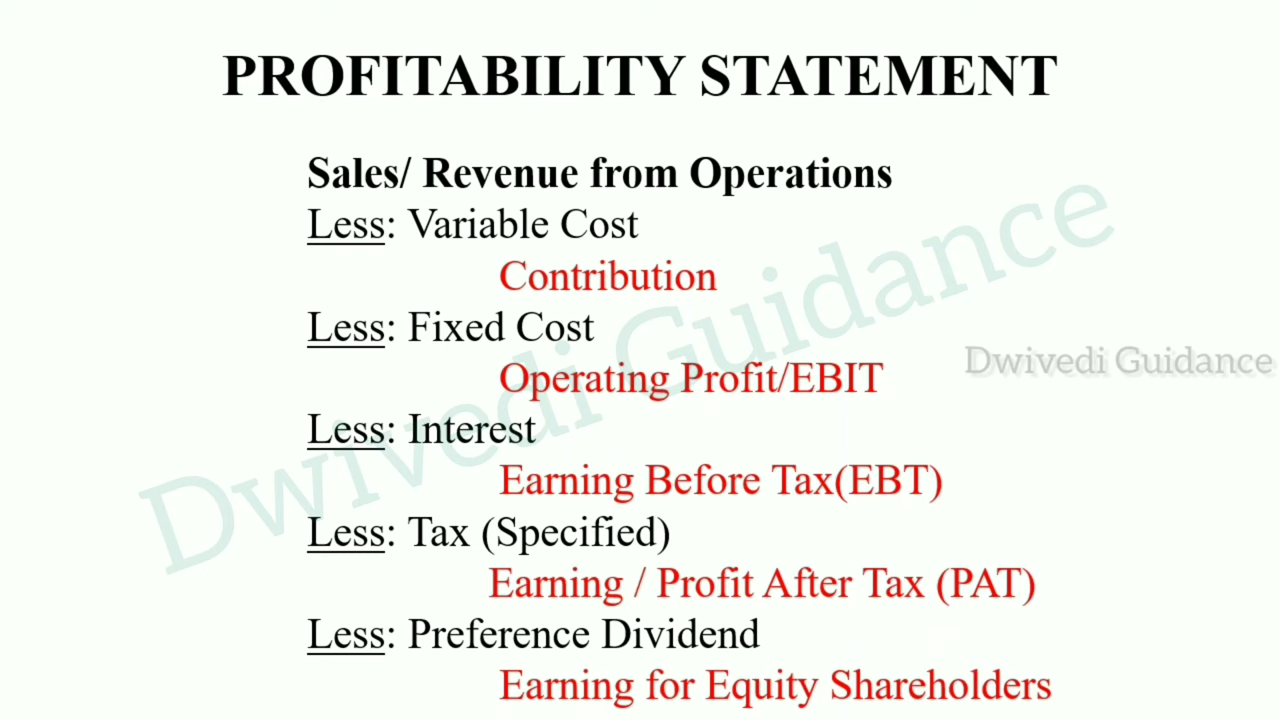 PROFITABILITY STATEMENT
Sales/ Revenue from Operations
Less: Variable Cost
Contribution
Less: Fixed Cost
Operating Profit/EBIT
Less: Interest
Earning Before Tax(EBT)
Less: Tax (Specified)
Earning / Profit After Tax (PAT)
Less: Preference Dividend
Earning for Equity Shareholders
Dwivedi Guidance
Dwivedi Guidance